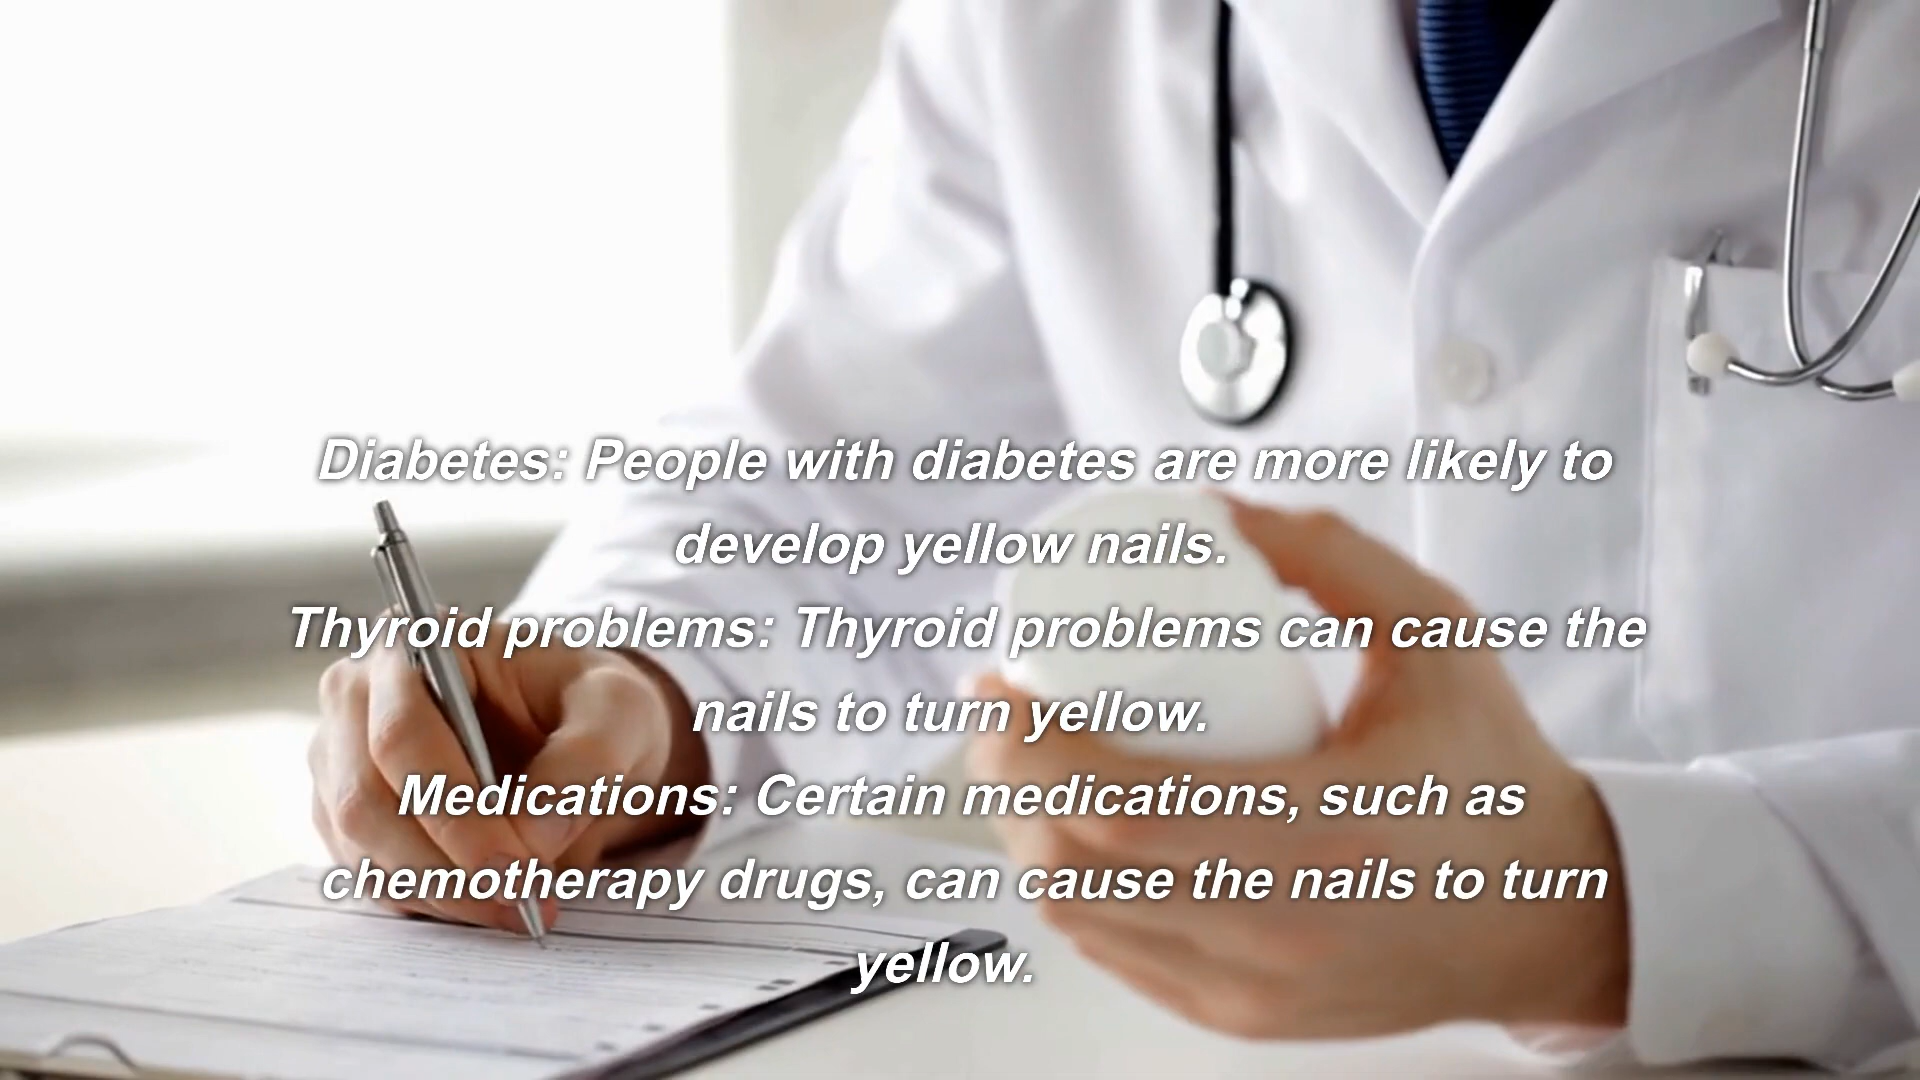 Diabetes: People with diabetes are more likely to
develop yellow nails.
Thyroid problems: Thyroid problems can cause the
nails to turn yellow.
Medications: Certain medications, such as
chemotherapy drugs, can cause the nails to turn
yellow.